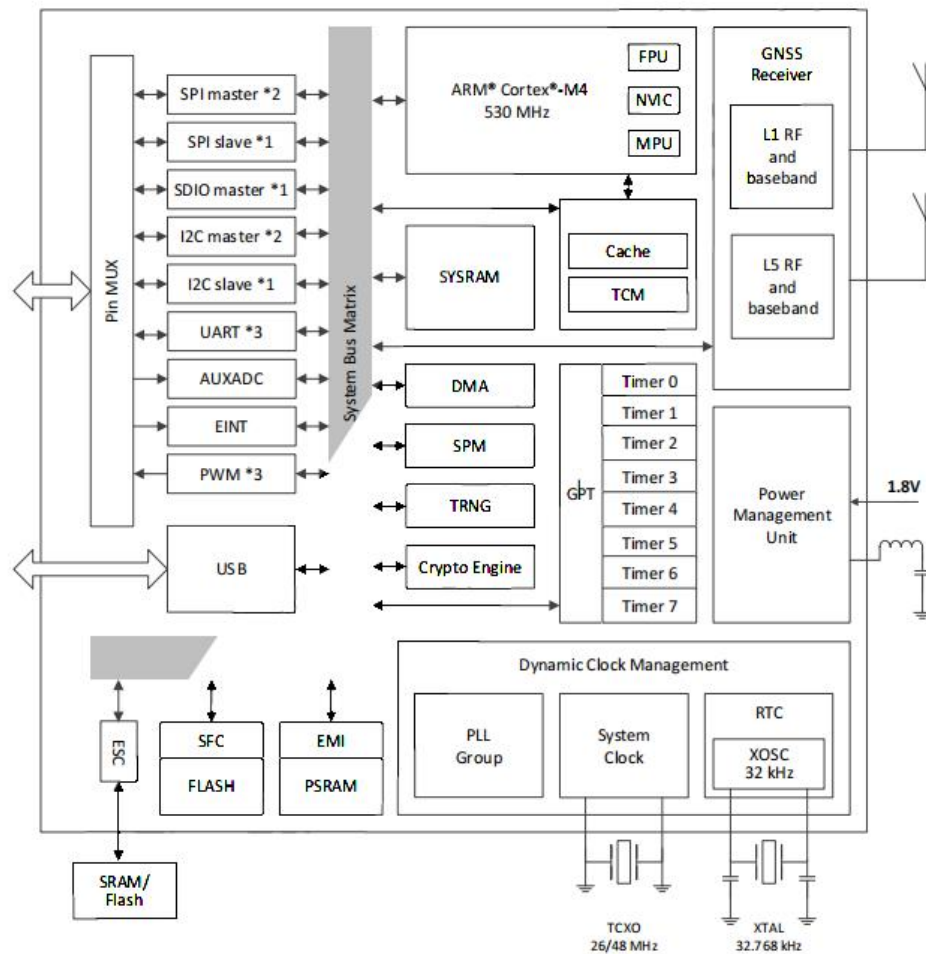 Pin MUX
SPI master *2
SPI slave *1
SDIO master *1
I2C master *2
I2C slave *1
UART *3
AUXADC
EINT
PWM *3
USB
System Bus Matrix
ARM® Cortex®-M4
530 MHz
FPU
NVIC
MPU
SYSRAM
Cache
TCM
DMA
SPM
TRNG
Crypto Engine
GPT
Timer 0
Timer 1
Timer 2
Timer 3
Timer 4
Timer 5
Timer 6
Timer 7
GNSS
Receiver
L1 RF
and
baseband
L5 RF
and
baseband
Power
Management
Unit
1.8V
ESC
SFC
FLASH
EMI
PSRAM
SRAM/
Flash
Dynamic Clock Management
PLL
Group
System
Clock
RTC
XOSC
32 kHz
TCXO
26/48 MHz
XTAL
32.768 kHz